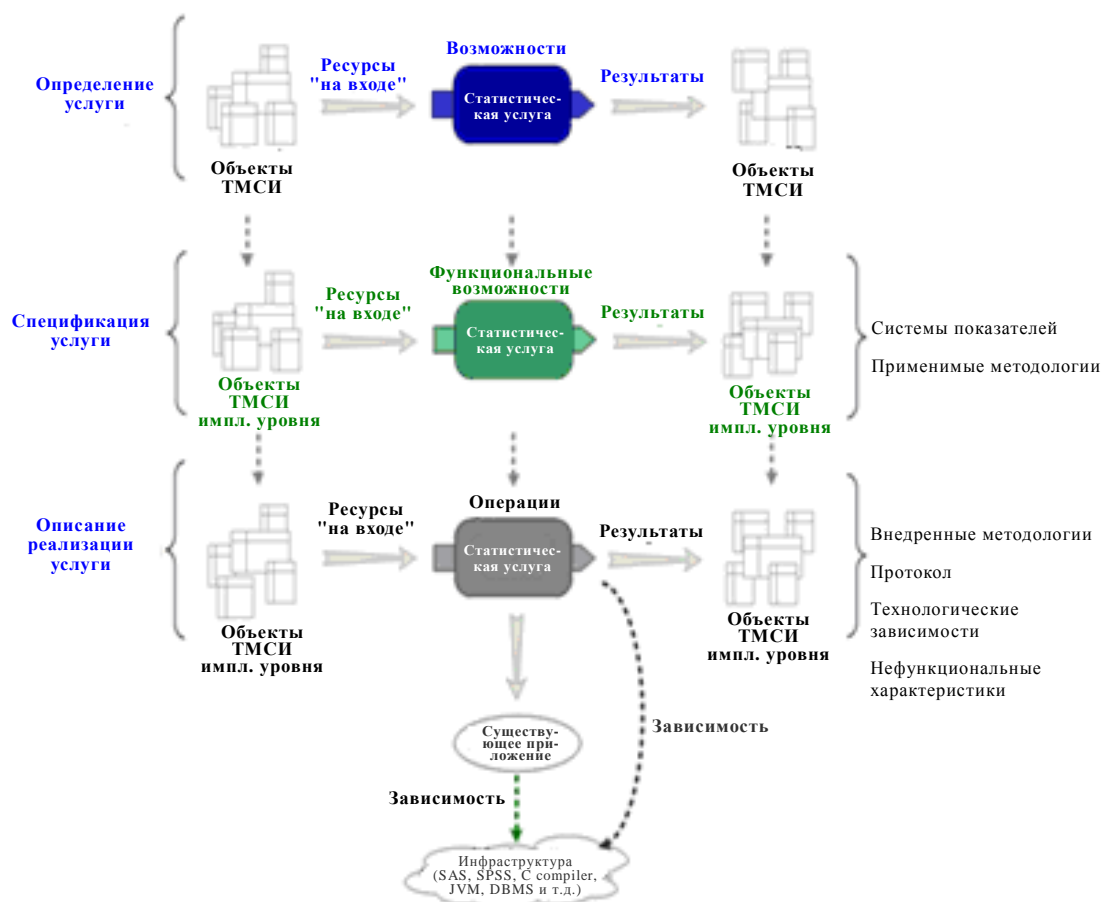 Определение
услуги
Ресурсы
"на входе"
Возможности
Статистичес-
кая услуга
Результаты
Объекты
ТМСИ
Объекты
ТМСИ
Спецификация
услуги
Ресурсы
"на входе"
Функциональные
возможности
Статистичес-
кая услуга
Результаты
Объекты
ТМСИ
импл. уровня
Объекты
ТМСИ
импл. уровня
Системы показателей
Применимые методологии
Описание
реализации
услуги
Ресурсы
"на входе"
Операции
Статистичес-
кая услуга
Результаты
Объекты
ТМСИ
импл. уровня
Объекты
ТМСИ
импл. уровня
Внедренные методологии
Протокол
Технологические
зависимости
Нефункциональные
характеристики
Существу-
ющее при-
ложение
Зависимость
Зависимость
Инфраструктура
(SAS, SPSS, C compiler,
JVM, DBMS и т.д.)